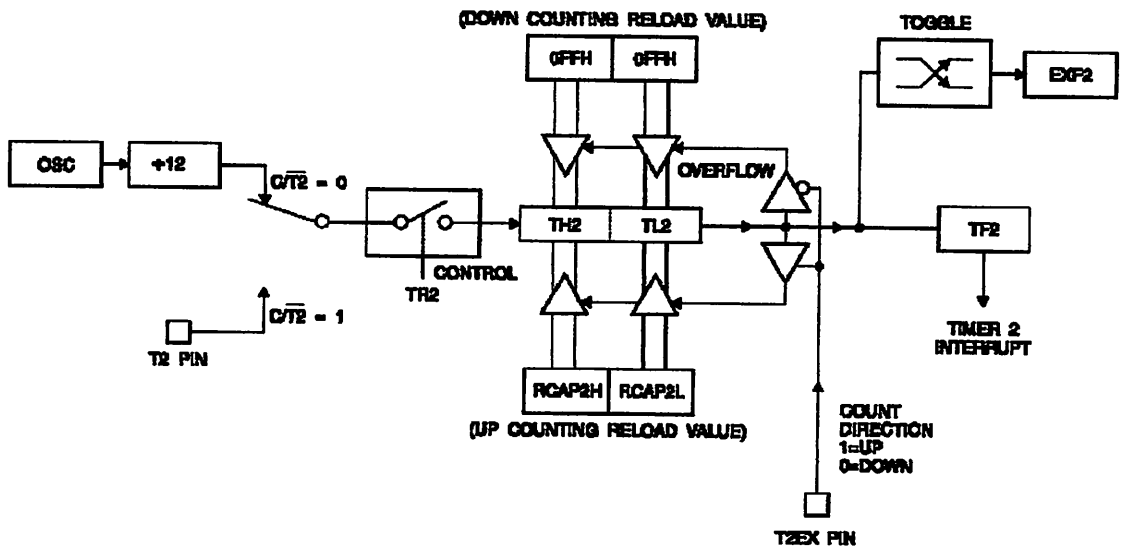 (DOWN COUNTING RELOAD VALUE)
TOGGLE
0FFH 0FFH
EXF2
OSC
÷12
C/T2 = 0
OVERFLOW
TH2 TL2
TF2
CONTROL
TR2
C/T2 = 1
T2 PIN
TIMER 2
INTERRUPT
RCAP2H RCAP2L
(UP COUNTING RELOAD VALUE)
COUNT
DIRECTION
1=UP
0=DOWN
T2EX PIN